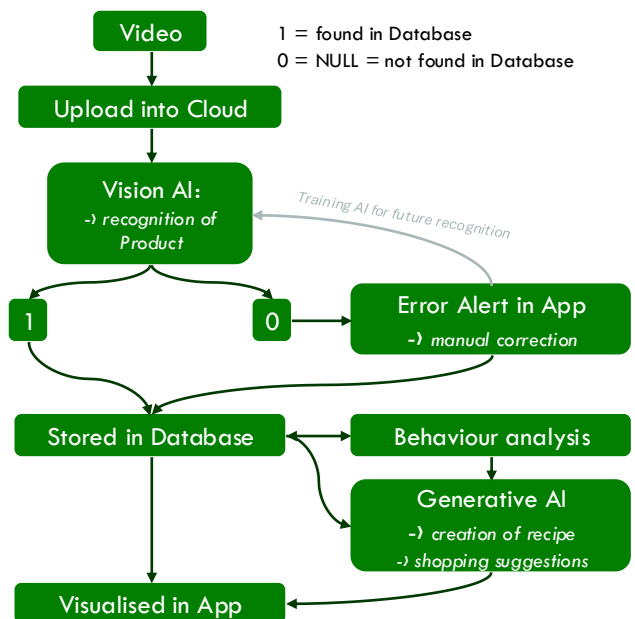 Video
1 = found in Database
0 = NULL = not found in Database
Upload into Cloud
Vision AI:
-> recognition of
Product
Training AI for future recognition
1
0
Error Alert in App
-> manual correction
Stored in Database
Behaviour analysis
Generative AI
-> creation of recipe
-> shopping suggestions
Visualised in App